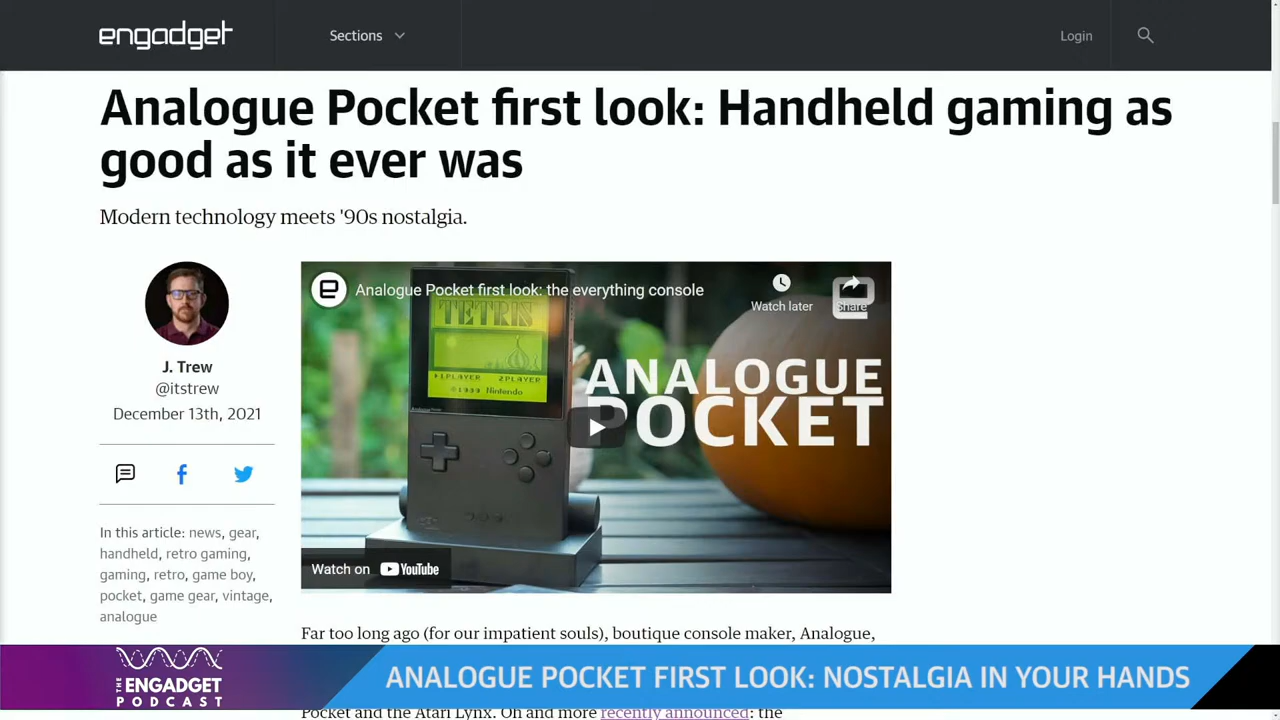 engadget
Sections
Login
Analogue Pocket first look: Handheld gaming as
good as it ever was
Modern technology meets '90s nostalgia.
J. Trew
@itstrew
December 13th, 2021
In this article: news, gear,
handheld, retro gaming,
gaming, retro, game boy,
pocket, game gear, vintage,
analogue
Analogue Pocket first look: the everything console
Watch later
Share
TETRIS
1PLAYER 2PLAYER
Nintendo
ANALOGUE
POCKET
Watch on YouTube
Far too long ago (for our impatient souls), boutique console maker, Analogue,
THE ENGADGET
PODCAST
ANALOGUE POCKET FIRST LOOK: NOSTALGIA IN YOUR HANDS
Pocket and the Atari Lynx. Oh and more recently announced: the